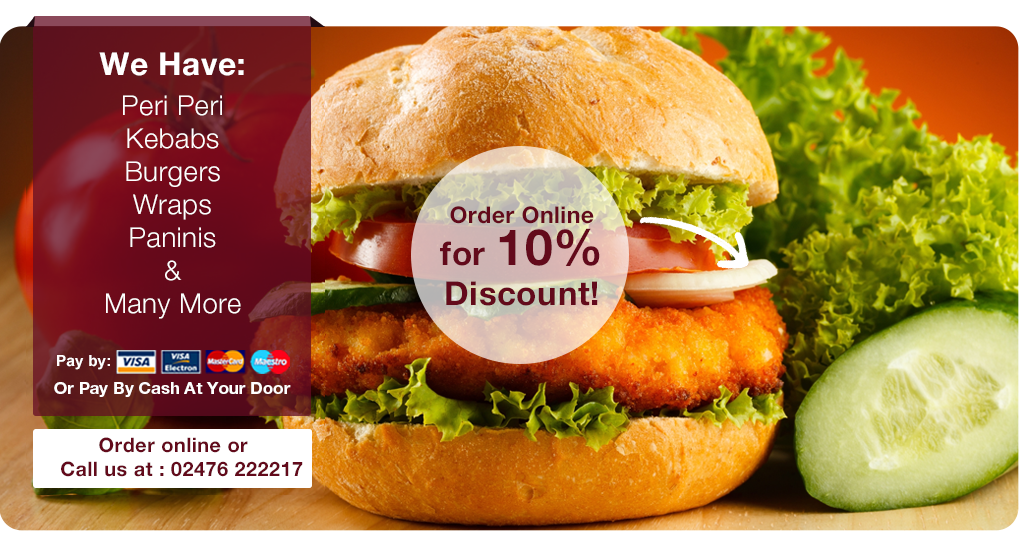 We Have:
Peri Peri
Kebabs
Burgers
Wraps
Paninis
&
Many More
Pay by: VISA VISA Electron MasterCard Maestro
Or Pay By Cash At Your Door
Order online or
Call us at : 02476 222217
Order Online
for 10%
Discount!